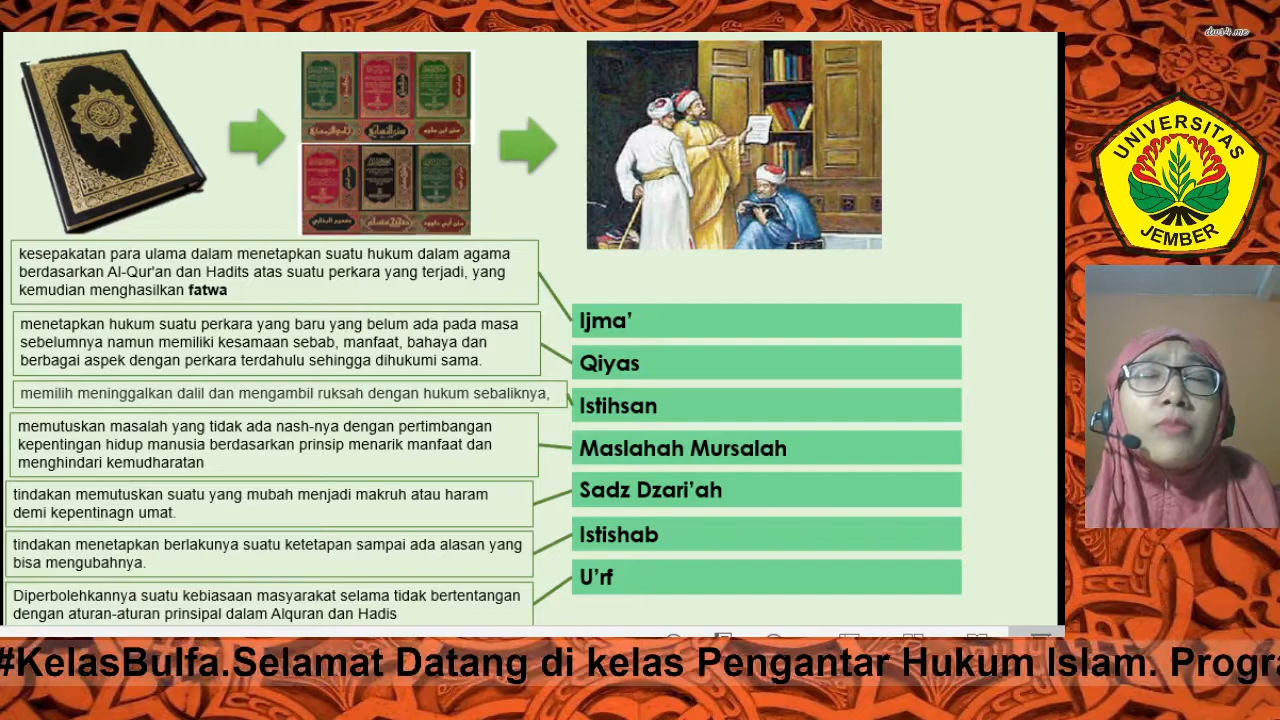 dws4.me
UNIVERSITAS
JEMBER
kesepakatan para ulama dalam menetapkan suatu hukum dalam agama
berdasarkan Al-Qur'an dan Hadits atas suatu perkara yang terjadi, yang
kemudian menghasilkan fatwa
menetapkan hukum suatu perkara yang baru yang belum ada pada masa
sebelumnya namun memiliki kesamaan sebab, manfaat, bahaya dan
berbagai aspek dengan perkara terdahulu sehingga dihukumi sama.
memilih meninggalkan dalil dan mengambil ruksah dengan hukum sebaliknya,
memutuskan masalah yang tidak ada nash-nya dengan pertimbangan
kepentingan hidup manusia berdasarkan prinsip menarik manfaat dan
menghindari kemudharatan
tindakan memutuskan suatu yang mubah menjadi makruh atau haram
demi kepentinagn umat.
tindakan menetapkan berlakunya suatu ketetapan sampai ada alasan yang
bisa mengubahnya.
Diperbolehkannya suatu kebiasaan masyarakat selama tidak bertentangan
dengan aturan-aturan prinsipal dalam Alquran dan Hadis
Ijma’
Qiyas
Istihsan
Maslahah Mursalah
Sadz Dzari’ah
Istishab
U’rf
#KelasBulfa.Selamat Datang di kelas Pengantar Hukum Islam. Progra